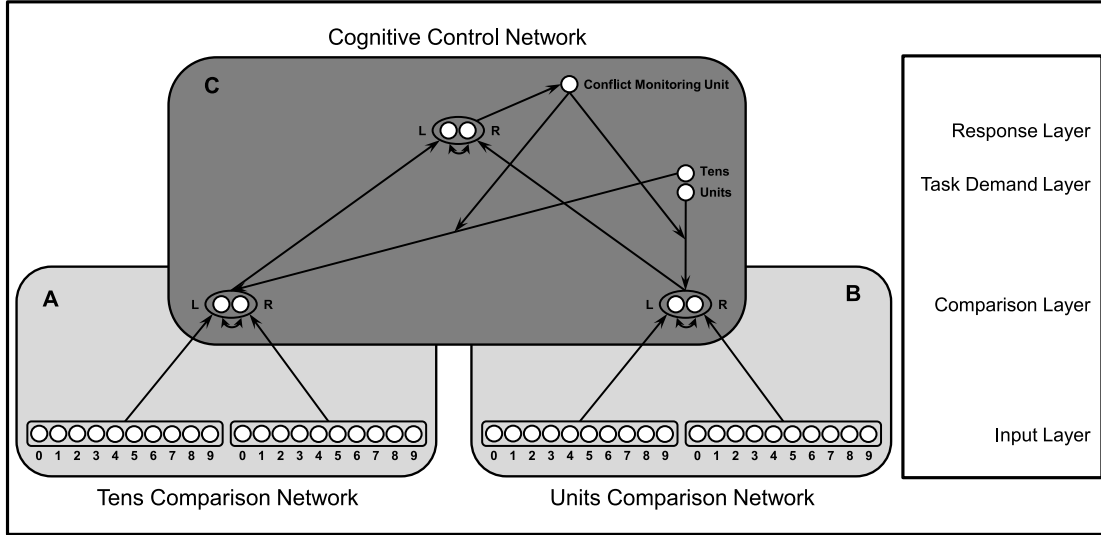 Cognitive Control Network
C
Conflict Monitoring Unit
L R
Response Layer
Tens
Task Demand Layer
Units
A
B
L R
L R
Comparison Layer
0 1 2 3 4 5 6 7 8 9 0 1 2 3 4 5 6 7 8 9
0 1 2 3 4 5 6 7 8 9 0 1 2 3 4 5 6 7 8 9
Input Layer
Tens Comparison Network
Units Comparison Network